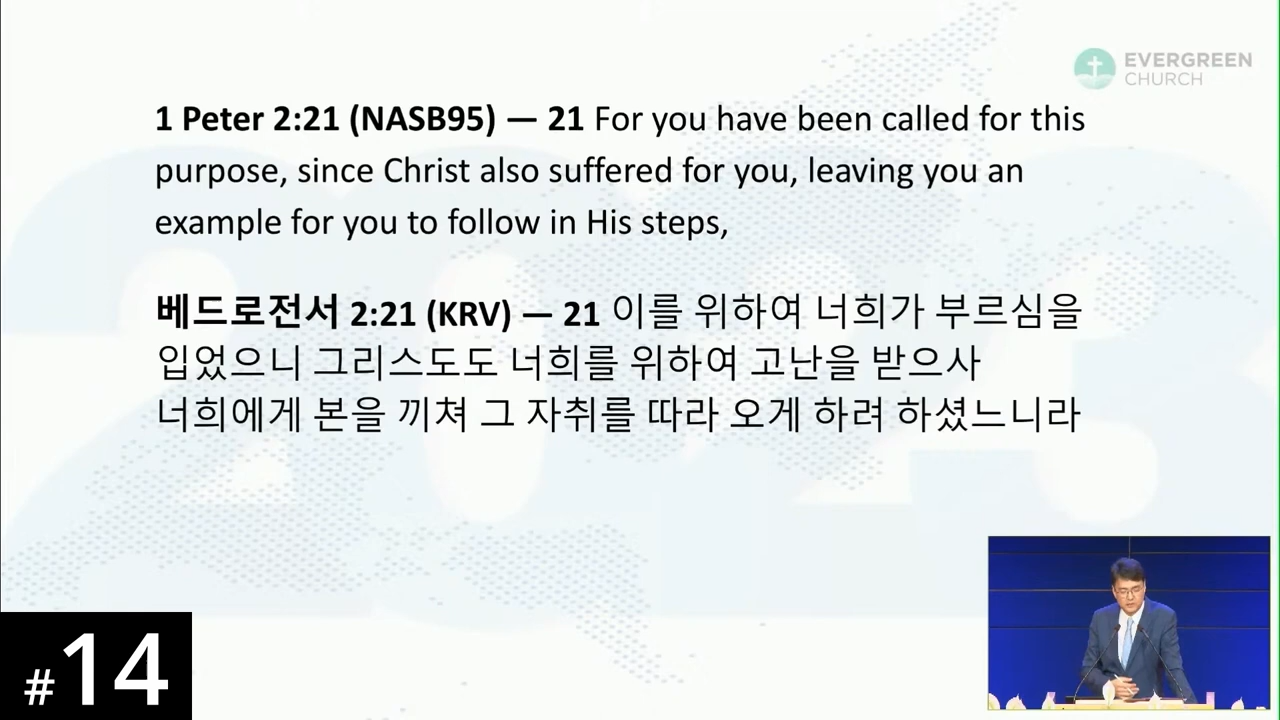 EVERGREEN
CHURCH
1 Peter 2:21 (NASB95) — 21 For you have been called for this
purpose, since Christ also suffered for you, leaving you an
example for you to follow in His steps,
베드로전서 2:21 (KRV) — 21 이를 위하여 너희가 부르심을
입었으니 그리스도도 너희를 위하여 고난을 받으사
너희에게 본을 끼쳐 그 자취를 따라 오게 하려 하셨느니라
#14